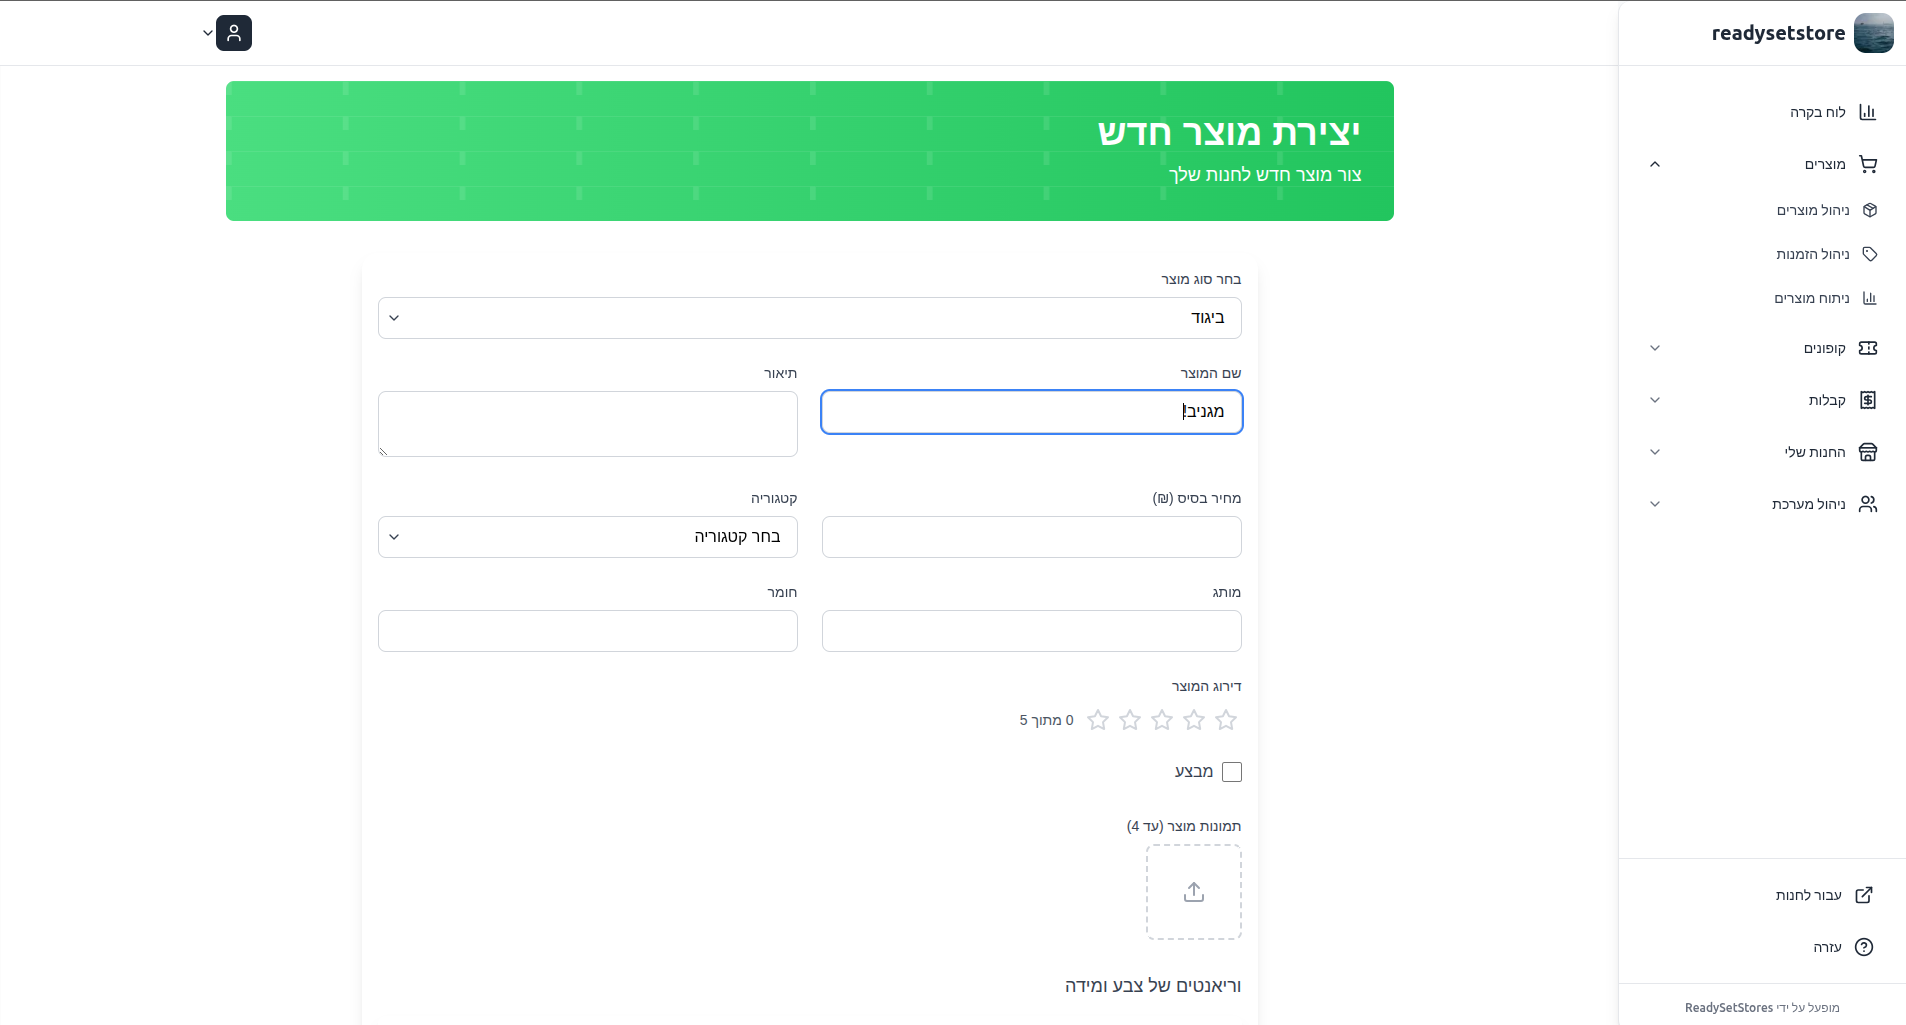 readysetstore
לוח בקרה
מוצרים
ניהול מוצרים
ניהול הזמנות
ניתוח מוצרים
קופונים
קבלות
החנות שלי
ניהול מערכת
עבור לחנות
עזרה
מופעל על ידי ReadySetStores
יצירת מוצר חדש
צור מוצר חדש לחנות שלך
בחר סוג מוצר
ביגוד
שם המוצר
מגניב!
תיאור
מחיר בסיס (₪)
קטגוריה
בחר קטגוריה
מותג
חומר
דירוג המוצר
0 מתוך 5
מבצע
תמונות מוצר (עד 4)
וריאנטים של צבע ומידה